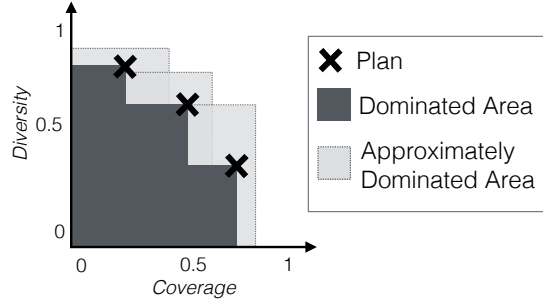 1
0.5
0
Diversity
0
0.5
1
Coverage
Plan
Dominated Area
Approximately
Dominated Area